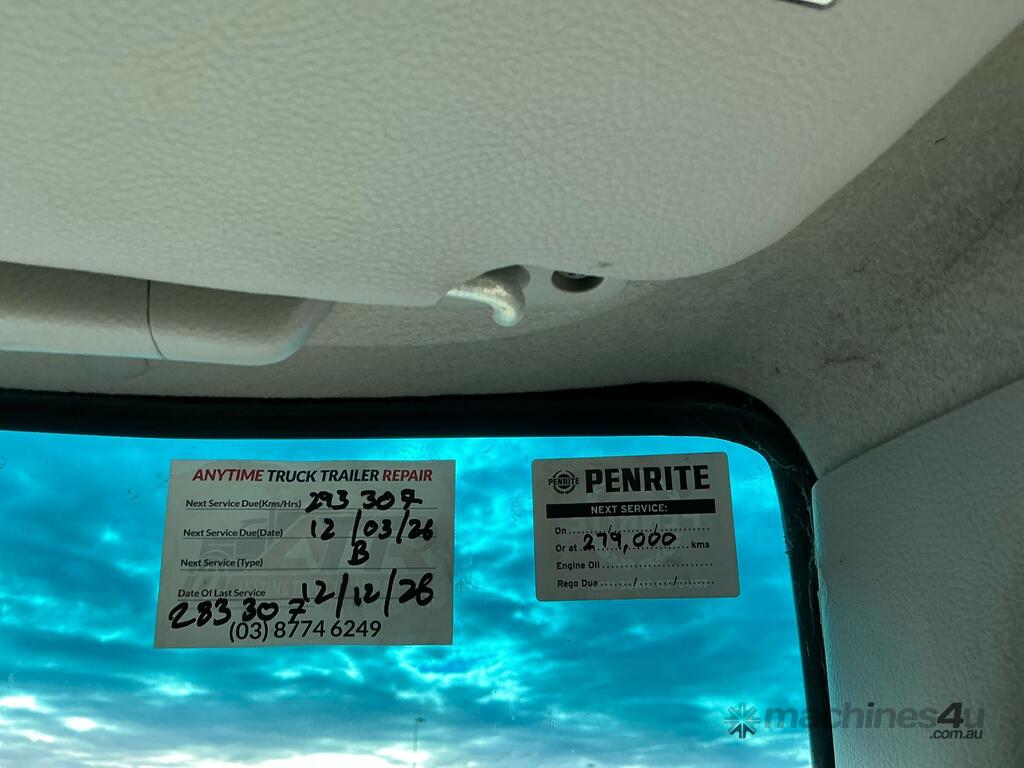 ANYTIME TRUCK TRAILER REPAIR
Next Service Due(Kms/Hrs) 293 307
Next Service Due(Date) 12/03/26
Next Service (Type) B
Date Of Last Service 12/12/26
283 307
(03) 8774 6249
PENRITE PENRITE
NEXT SERVICE:
On ....../....../......
Or at 279,000 kms
Engine Oil
Rego Due ....../....../......
machines4u
.com.au